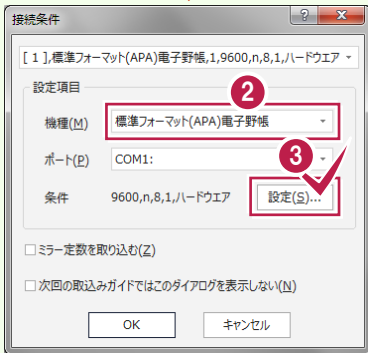 接続条件
[ 1 ],標準フォーマット(APA)電子野帳,1,9600,n,8,1,ハードウエア
設定項目
2
機種(M) 標準フォーマット(APA)電子野帳
ポート(P) COM1:
3
条件 9600,n,8,1,ハードウエア 設定(S)...
ミラー定数を取り込む(Z)
次回の取込みガイドではこのダイアログを表示しない(N)
OK キャンセル